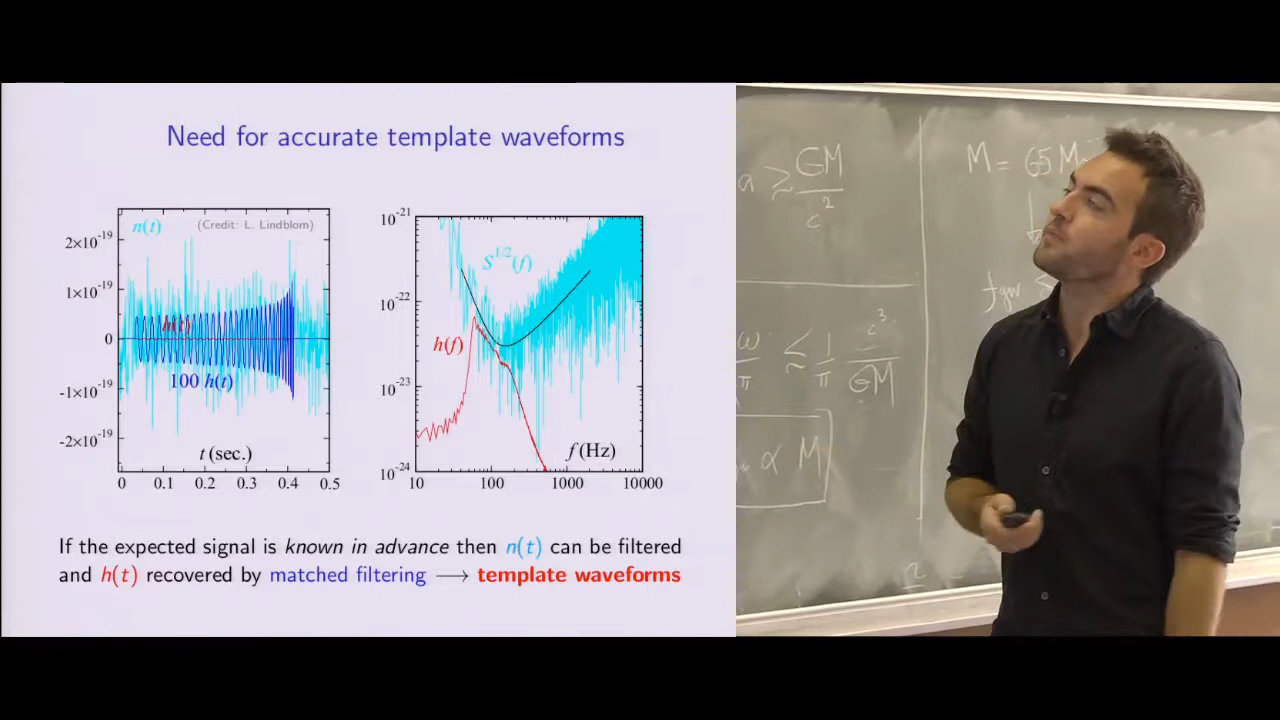 Need for accurate template waveforms
n(t)
(Credit: L. Lindblom)
2×10⁻¹⁹
1×10⁻¹⁹
0
-1×10⁻¹⁹
-2×10⁻¹⁹
h(t)
100 h(t)
t (sec.)
0 0.1 0.2 0.3 0.4 0.5
10⁻²¹
10⁻²²
10⁻²³
10⁻²⁴
S^1/2(f)
h(f)
f (Hz)
10 100 1000 10000
If the expected signal is known in advance then n(t) can be filtered
and h(t) recovered by matched filtering ⟶ template waveforms
a ≳ GM/c²
ω/π ≲ 1/π c³/GM
∝ M
M = 65 M
f_gw ≲